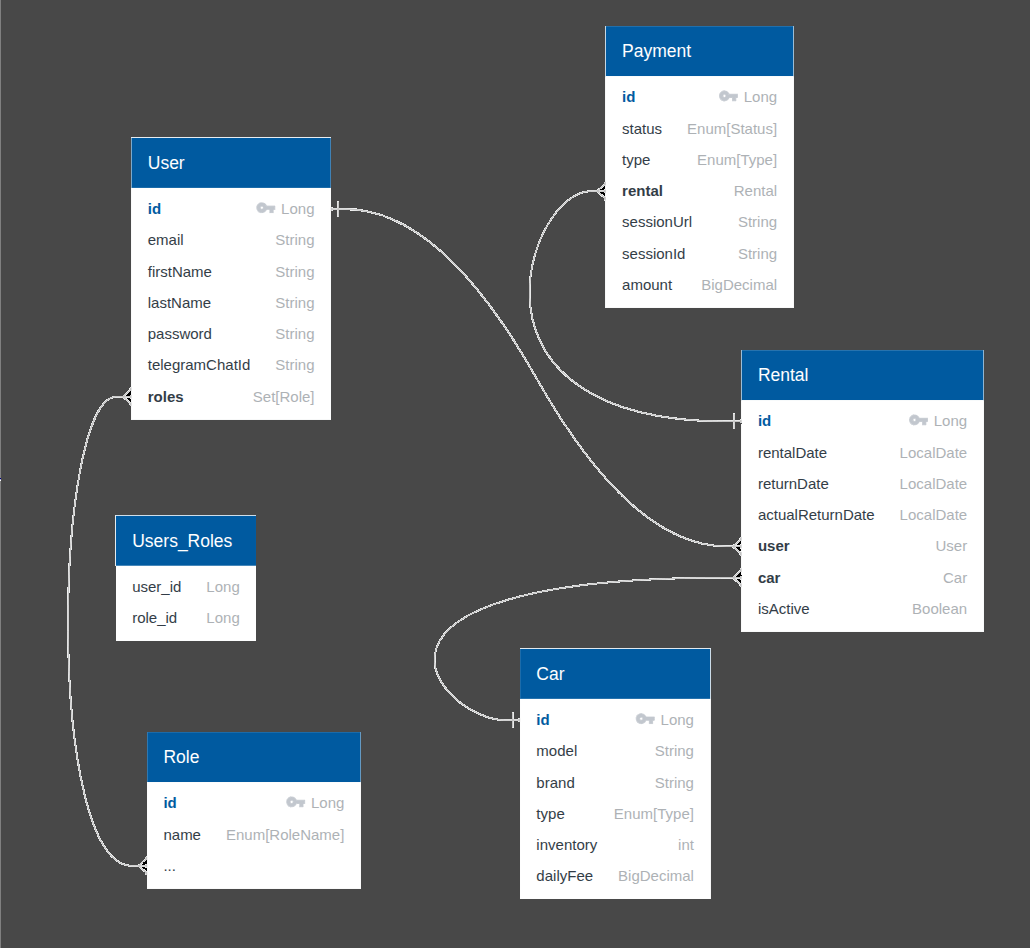 Payment
id Long
status Enum[Status]
type Enum[Type]
rental Rental
sessionUrl String
sessionId String
amount BigDecimal
User
id Long
email String
firstName String
lastName String
password String
telegramChatId String
roles Set[Role]
Rental
id Long
rentalDate LocalDate
returnDate LocalDate
actualReturnDate LocalDate
user User
car Car
isActive Boolean
Users_Roles
user_id Long
role_id Long
Car
id Long
model String
brand String
type Enum[Type]
inventory int
dailyFee BigDecimal
Role
id Long
name Enum[RoleName]
...